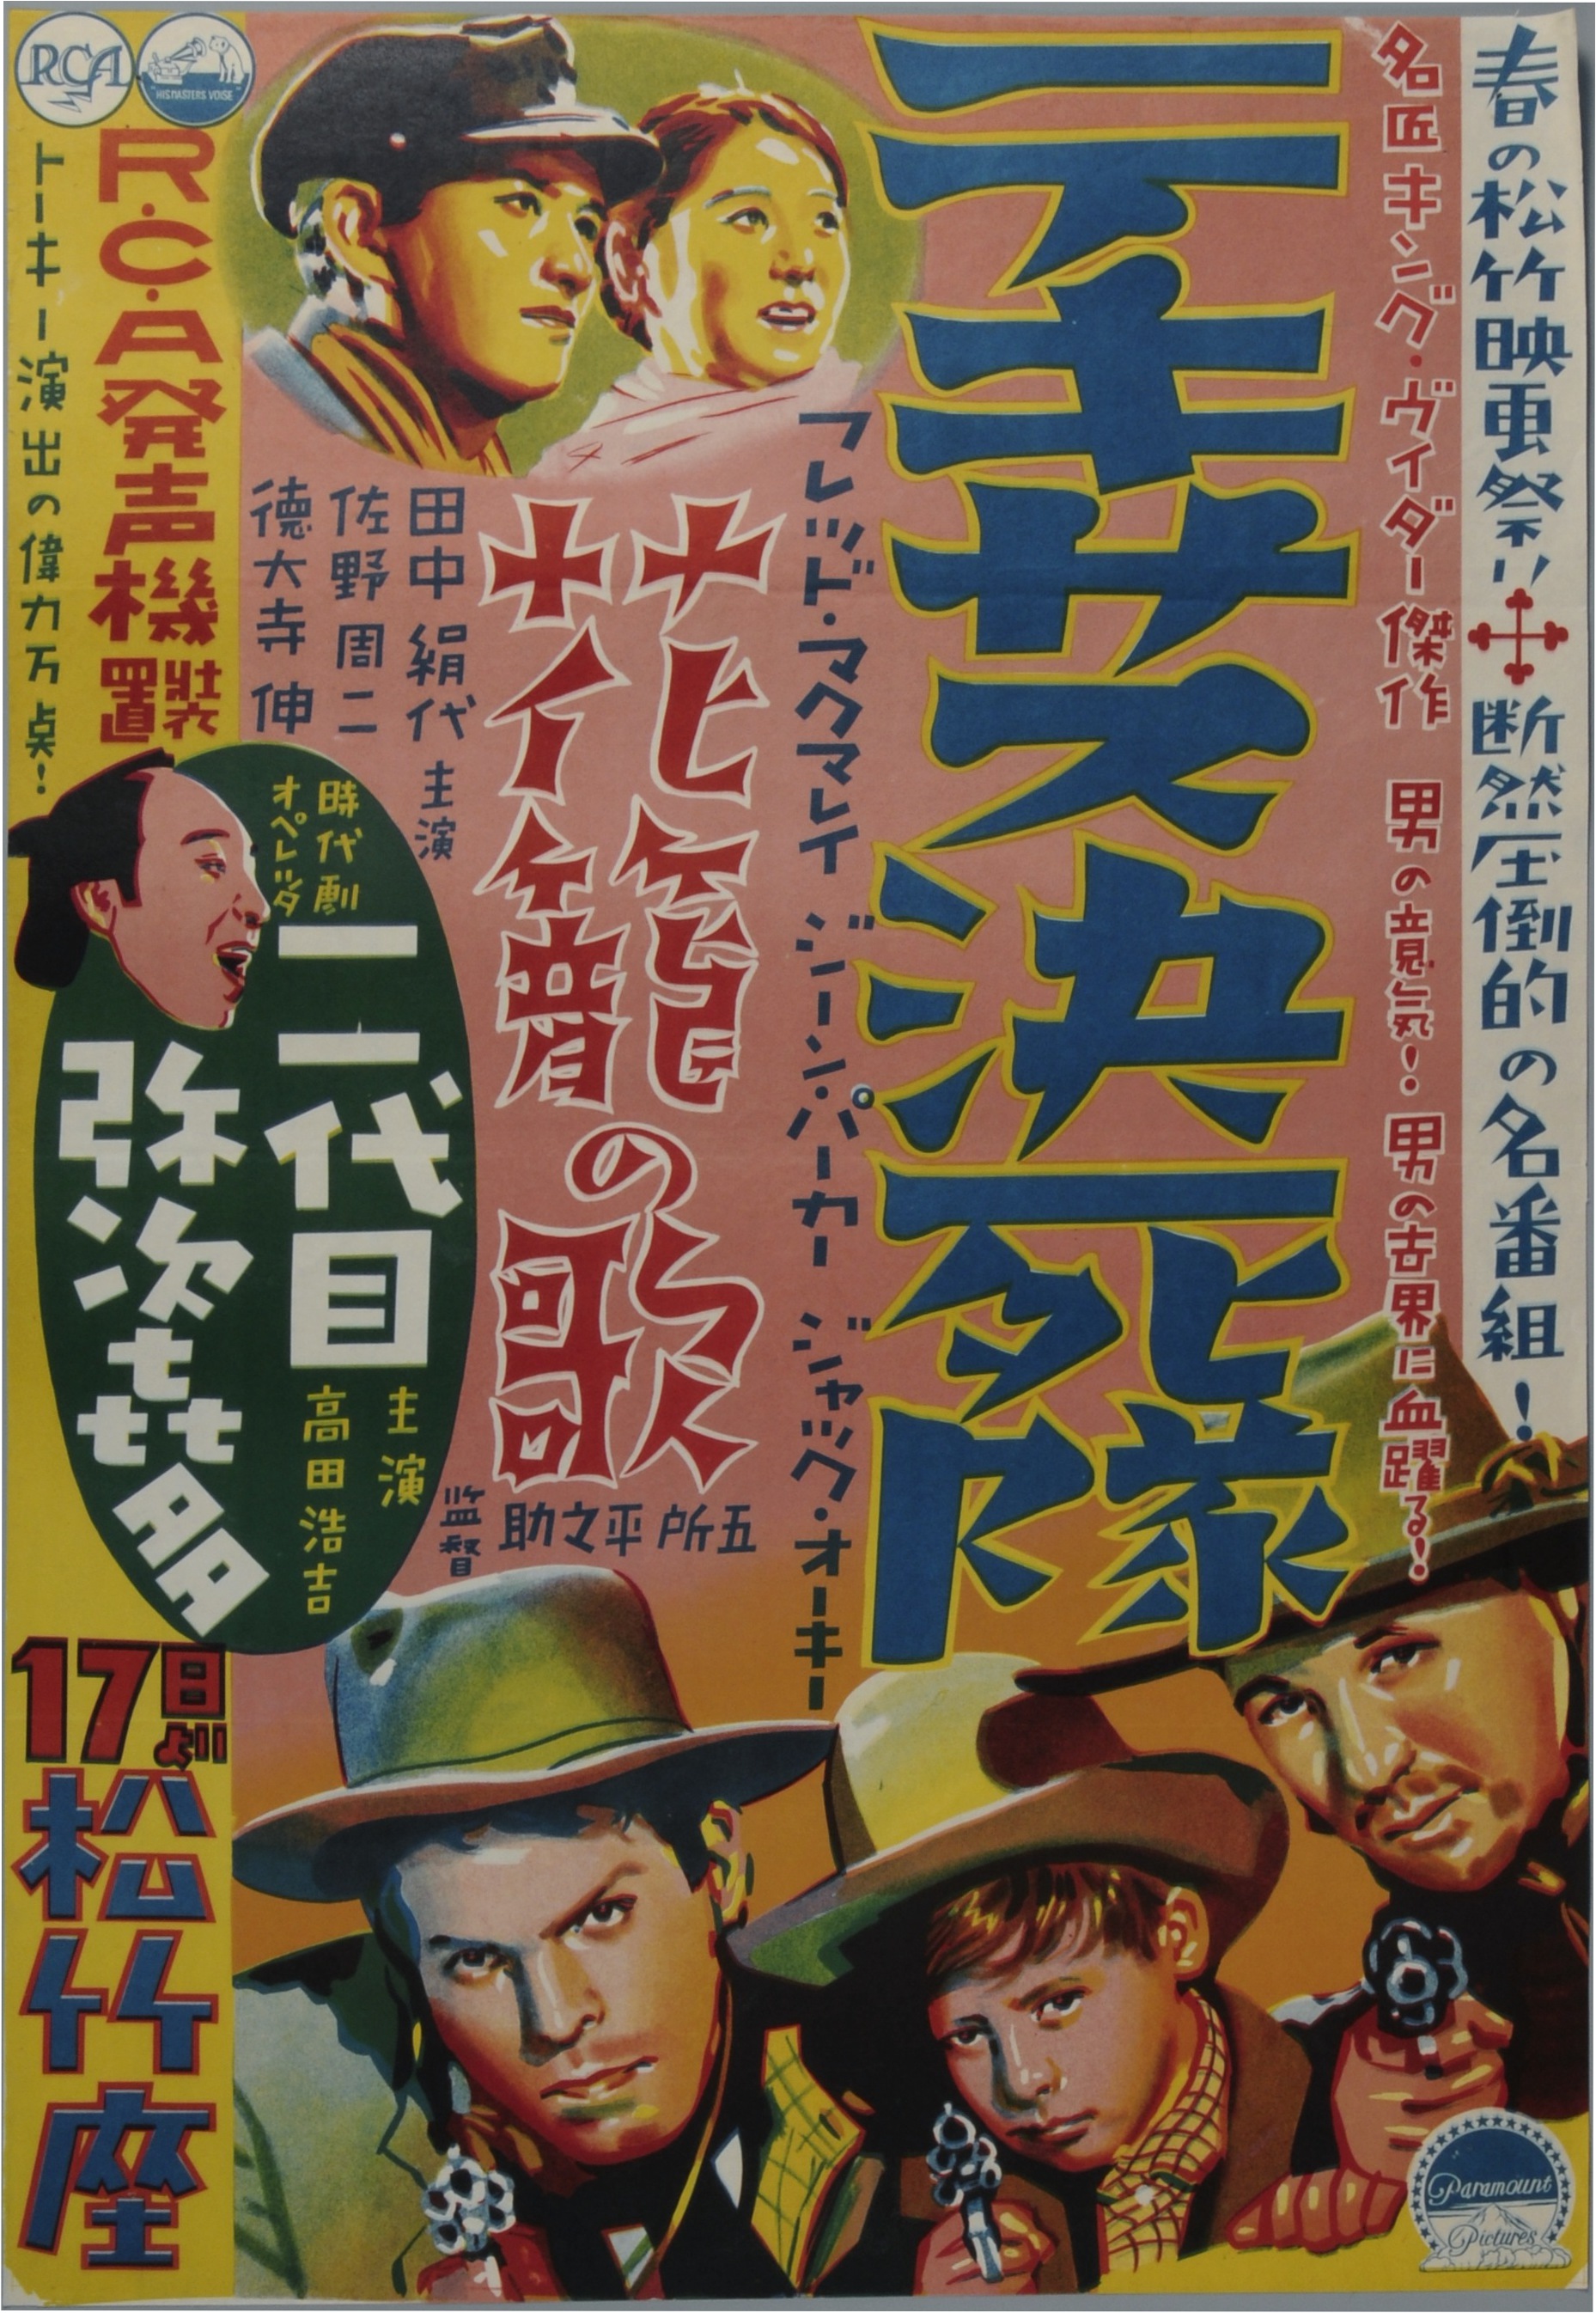 春の松竹映画祭り 断然圧倒的の名番組!
名匠キング・ヴイダー傑作 男の意気!男の世界に血躍る!
テキサス決死隊
フレッド・マクマレイ ジーン・パーカー ジャック・オーキー
花籠の歌
五所平之助
監督
田中絹代
佐野周二
徳大寺伸
主演
時代劇
オペレッタ
二代目
弥次㐂多
主演
高田浩吉
RCA
"HIS MASTERS VOISE"
R・C・A発声機装置
トーキー演出の偉力万点!
17日より
松竹座
Paramount
Pictures